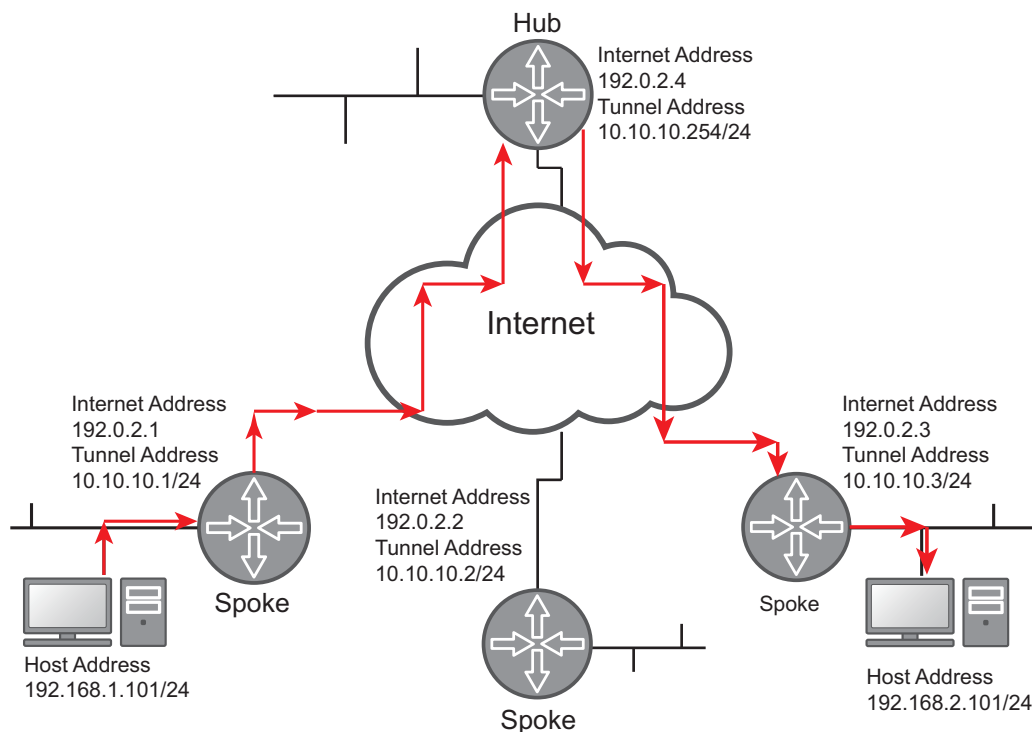 Hub
Internet Address
192.0.2.4
Tunnel Address
10.10.10.254/24
Internet
Internet Address
192.0.2.1
Tunnel Address
10.10.10.1/24
Spoke
Host Address
192.168.1.101/24
Internet Address
192.0.2.2
Tunnel Address
10.10.10.2/24
Spoke
Internet Address
192.0.2.3
Tunnel Address
10.10.10.3/24
Spoke
Host Address
192.168.2.101/24